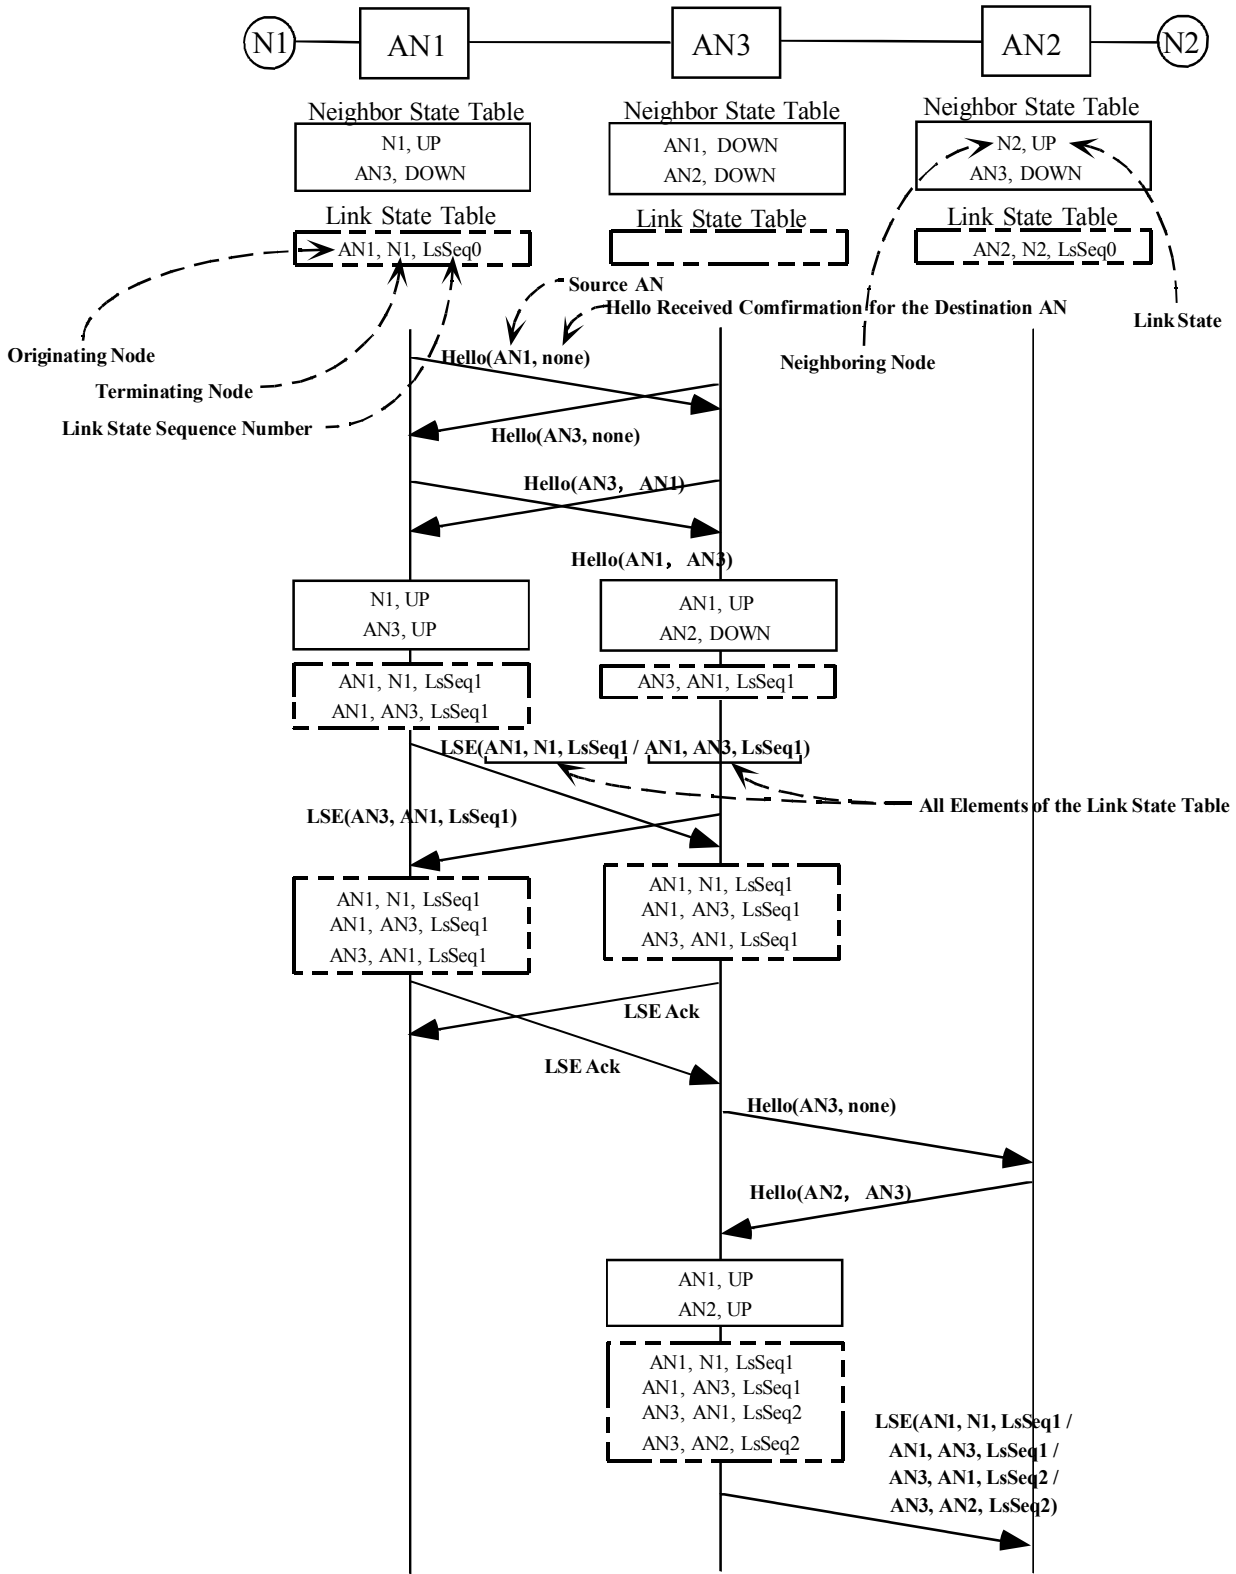 N1
AN1
AN3
AN2
N2
Neighbor State Table
N1, UP
AN3, DOWN
Neighbor State Table
AN1, DOWN
AN2, DOWN
Neighbor State Table
N2, UP
AN3, DOWN
Link State Table
AN1, N1, LsSeq0
Link State Table
Link State Table
AN2, N2, LsSeq0
Source AN
Hello Received Comfirmation for the Destination AN
Link State
Originating Node
Hello(AN1, none)
Neighboring Node
Terminating Node
Link State Sequence Number
Hello(AN3, none)
Hello(AN3, AN1)
Hello(AN1, AN3)
N1, UP
AN3, UP
AN1, UP
AN2, DOWN
AN1, N1, LsSeq1
AN1, AN3, LsSeq1
AN3, AN1, LsSeq1
LSE(AN1, N1, LsSeq1 / AN1, AN3, LsSeq1)
All Elements of the Link State Table
LSE(AN3, AN1, LsSeq1)
AN1, N1, LsSeq1
AN1, AN3, LsSeq1
AN3, AN1, LsSeq1
AN1, N1, LsSeq1
AN1, AN3, LsSeq1
AN3, AN1, LsSeq1
LSE Ack
LSE Ack
Hello(AN3, none)
Hello(AN2, AN3)
AN1, UP
AN2, UP
AN1, N1, LsSeq1
AN1, AN3, LsSeq1
AN3, AN1, LsSeq2
AN3, AN2, LsSeq2
LSE(AN1, N1, LsSeq1 /
AN1, AN3, LsSeq1 /
AN3, AN1, LsSeq2 /
AN3, AN2, LsSeq2)